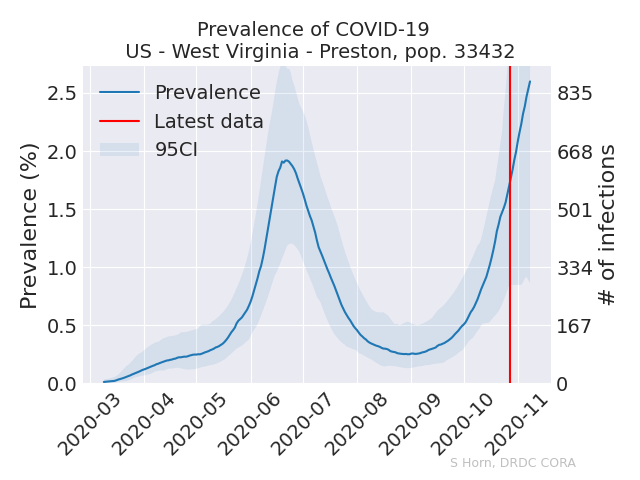 Prevalence of COVID-19
US - West Virginia - Preston, pop. 33432
Prevalence
Latest data
95CI
Prevalence (%)
2.5
2.0
1.5
1.0
0.5
0.0
835
668
501
334
167
0
# of infections
2020-03
2020-04
2020-05
2020-06
2020-07
2020-08
2020-09
2020-10
2020-11
S Horn, DRDC CORA